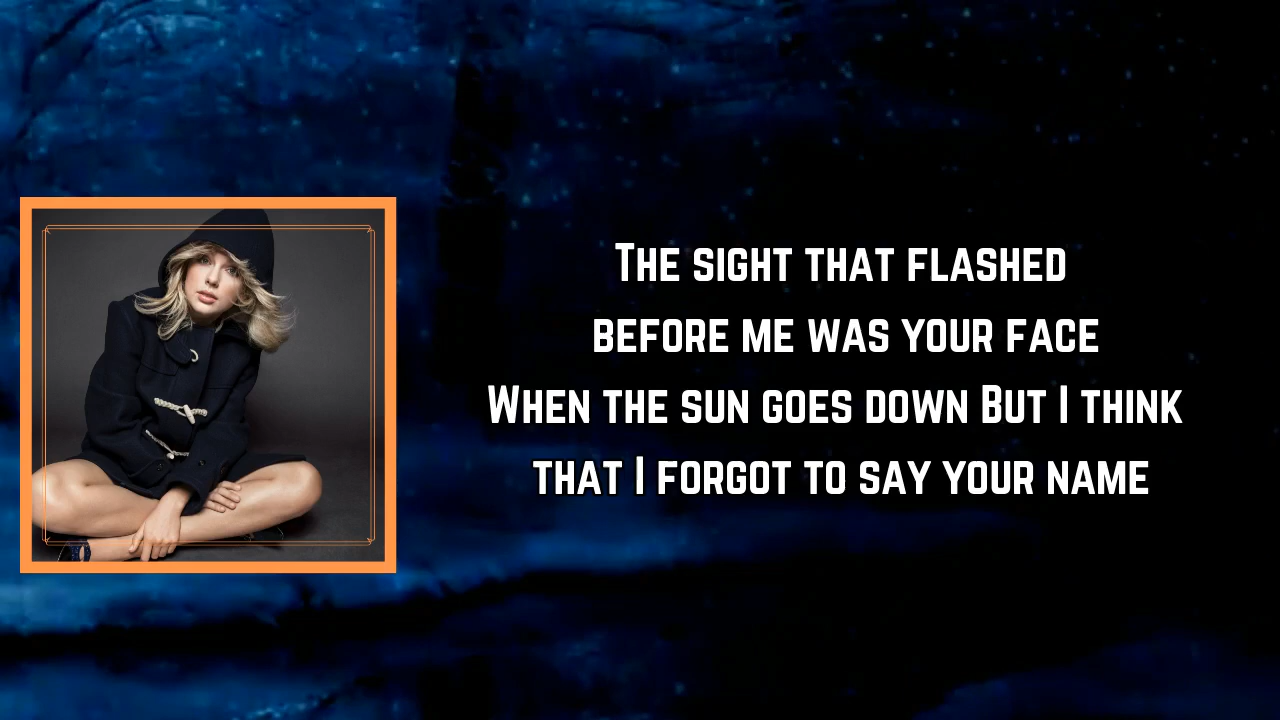 The sight that flashed
before me was your face
When the sun goes down But I think
that I forgot to say your name